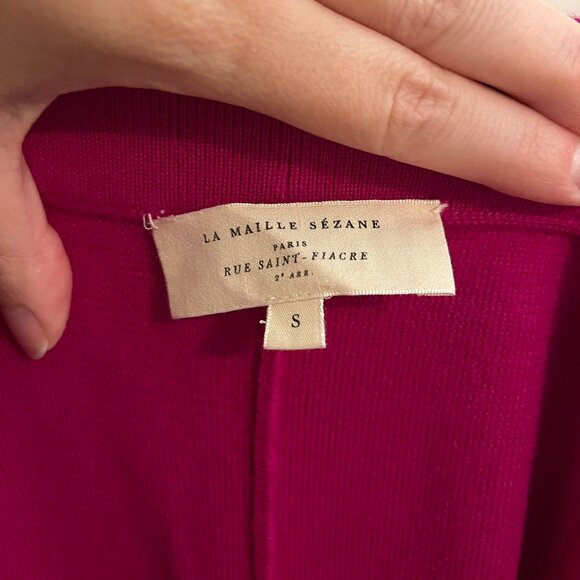 LA MAILLE SÉZANE
PARIS
RUE SAINT-FIACRE
2ᵉ ARR.
S